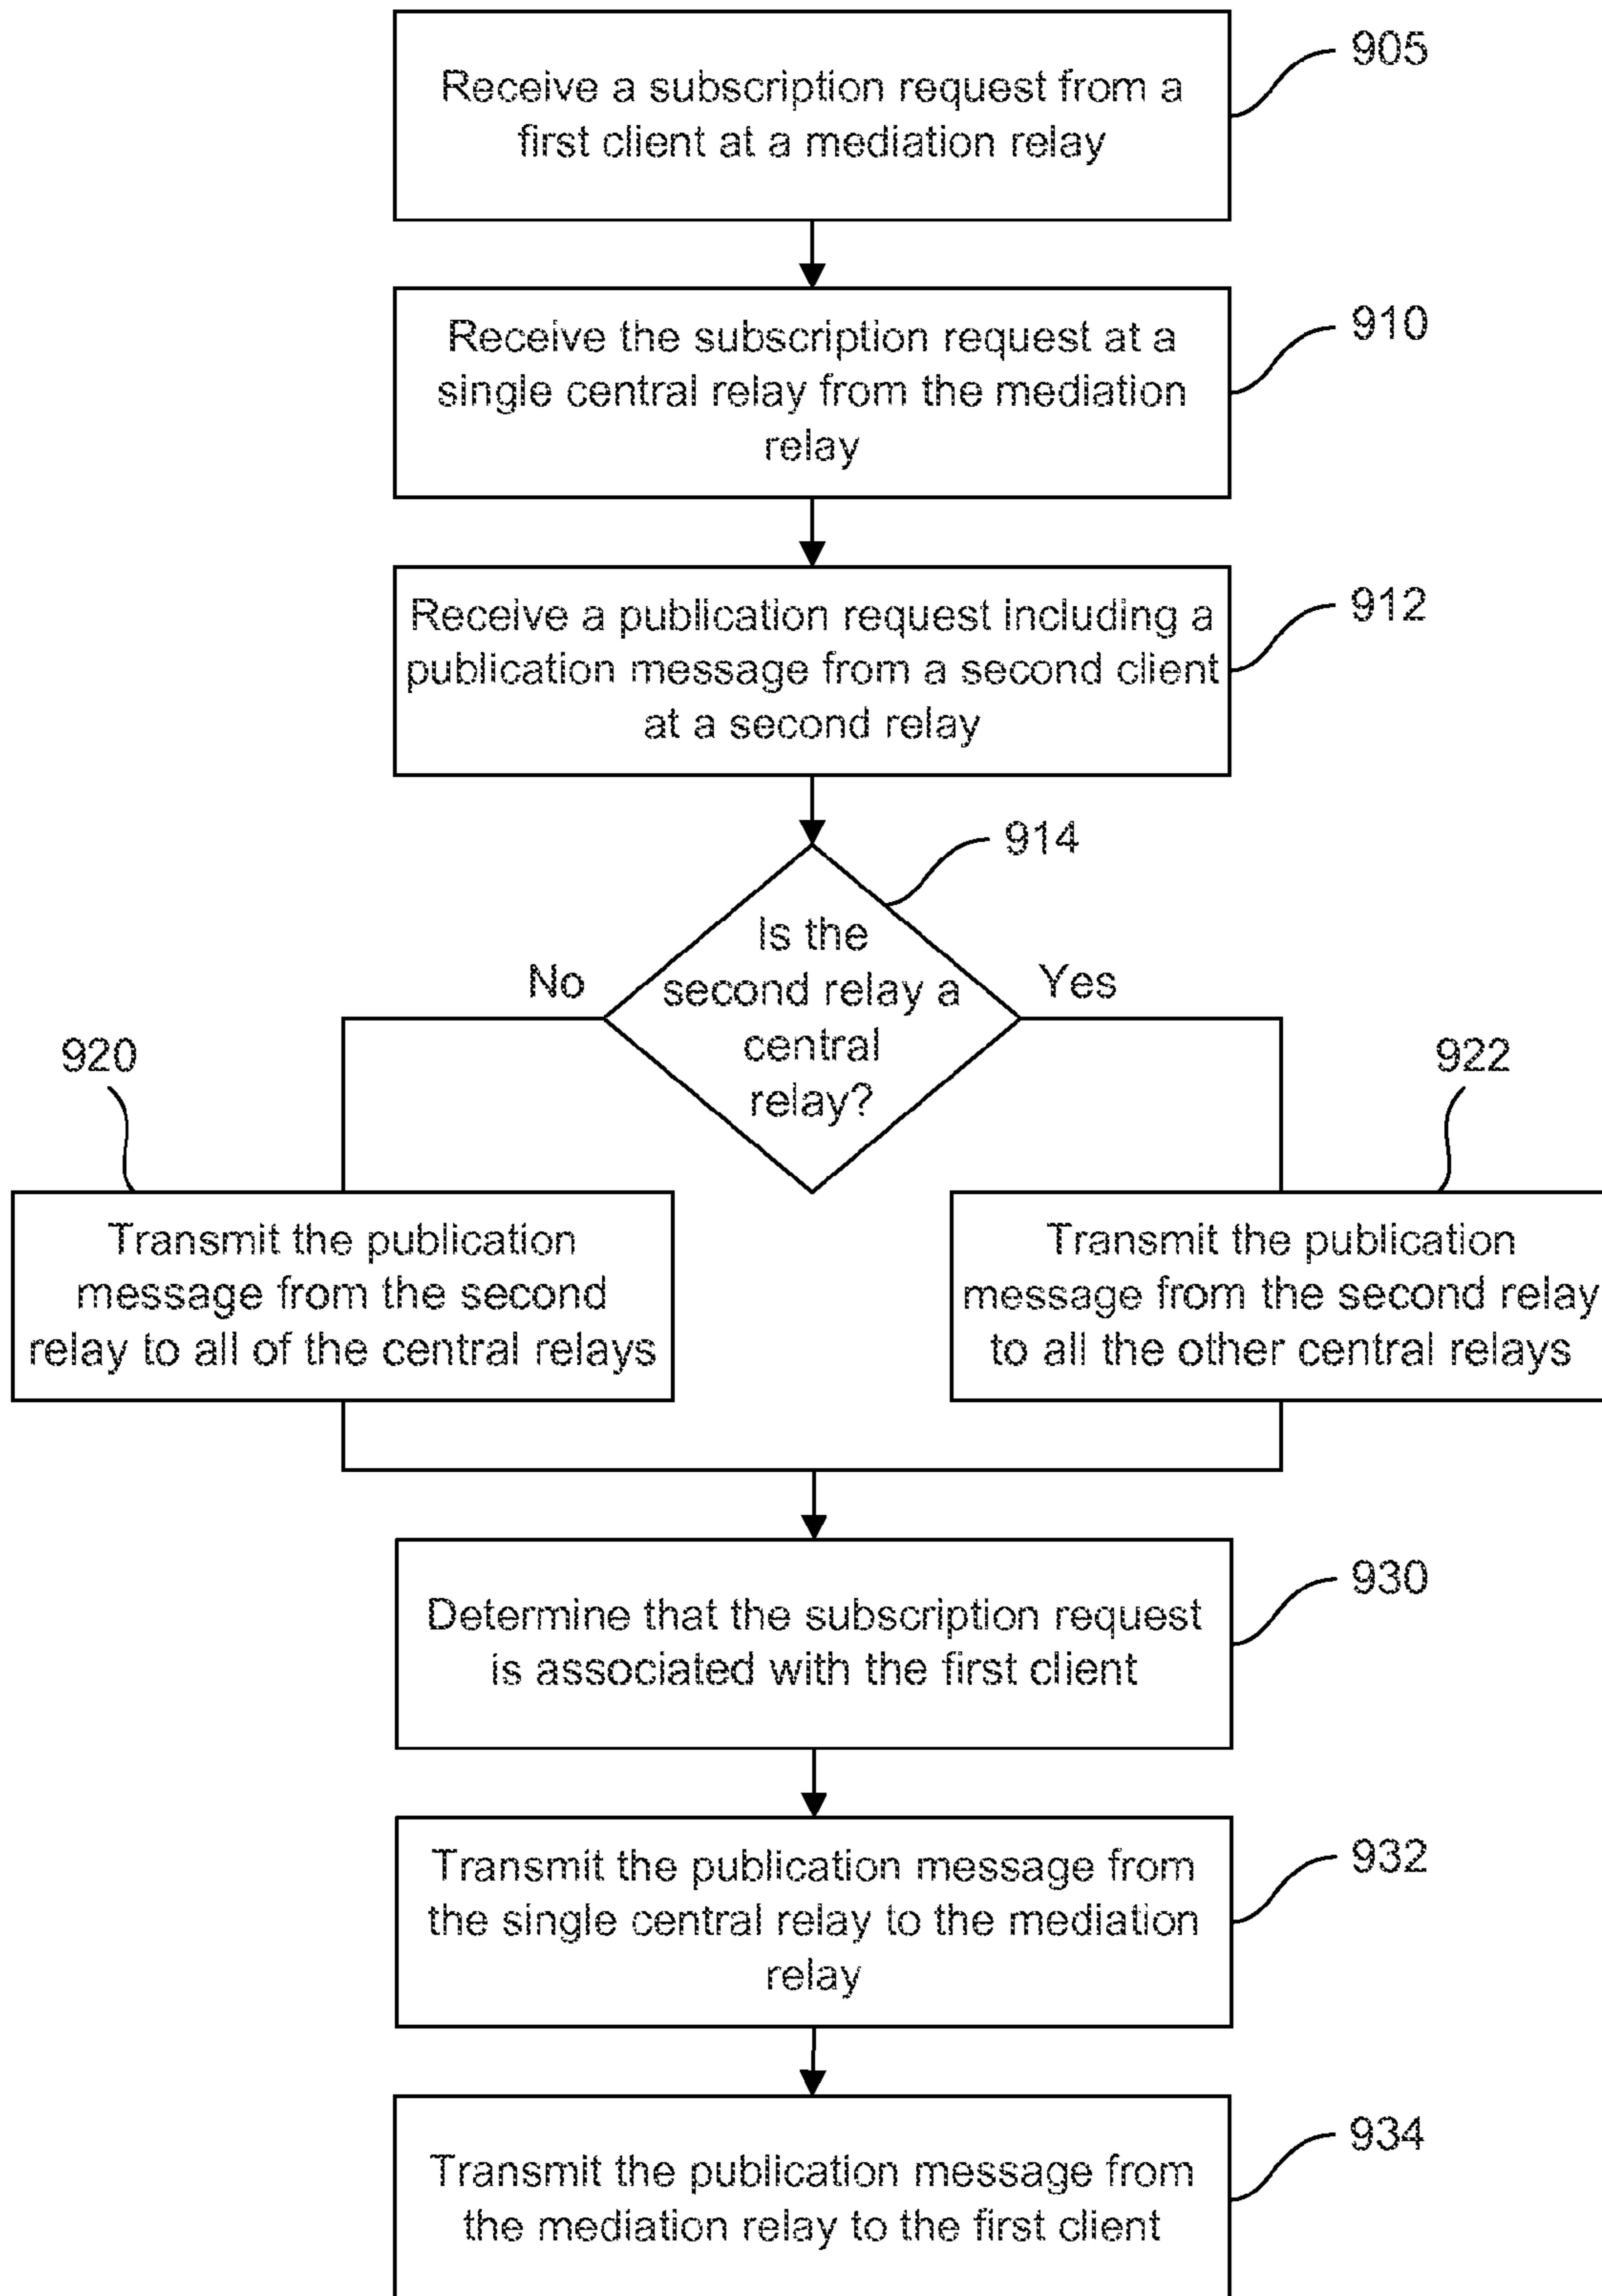 905
Receive a subscription request from a
first client at a mediation relay
910
Receive the subscription request at a
single central relay from the mediation
relay
912
Receive a publication request including a
publication message from a second client
at a second relay
914
Is the
second relay a
central
relay?
No
Yes
920
922
Transmit the publication
message from the second
relay to all of the central relays
Transmit the publication
message from the second relay
to all the other central relays
930
Determine that the subscription request
is associated with the first client
932
Transmit the publication message from
the single central relay to the mediation
relay
934
Transmit the publication message from
the mediation relay to the first client